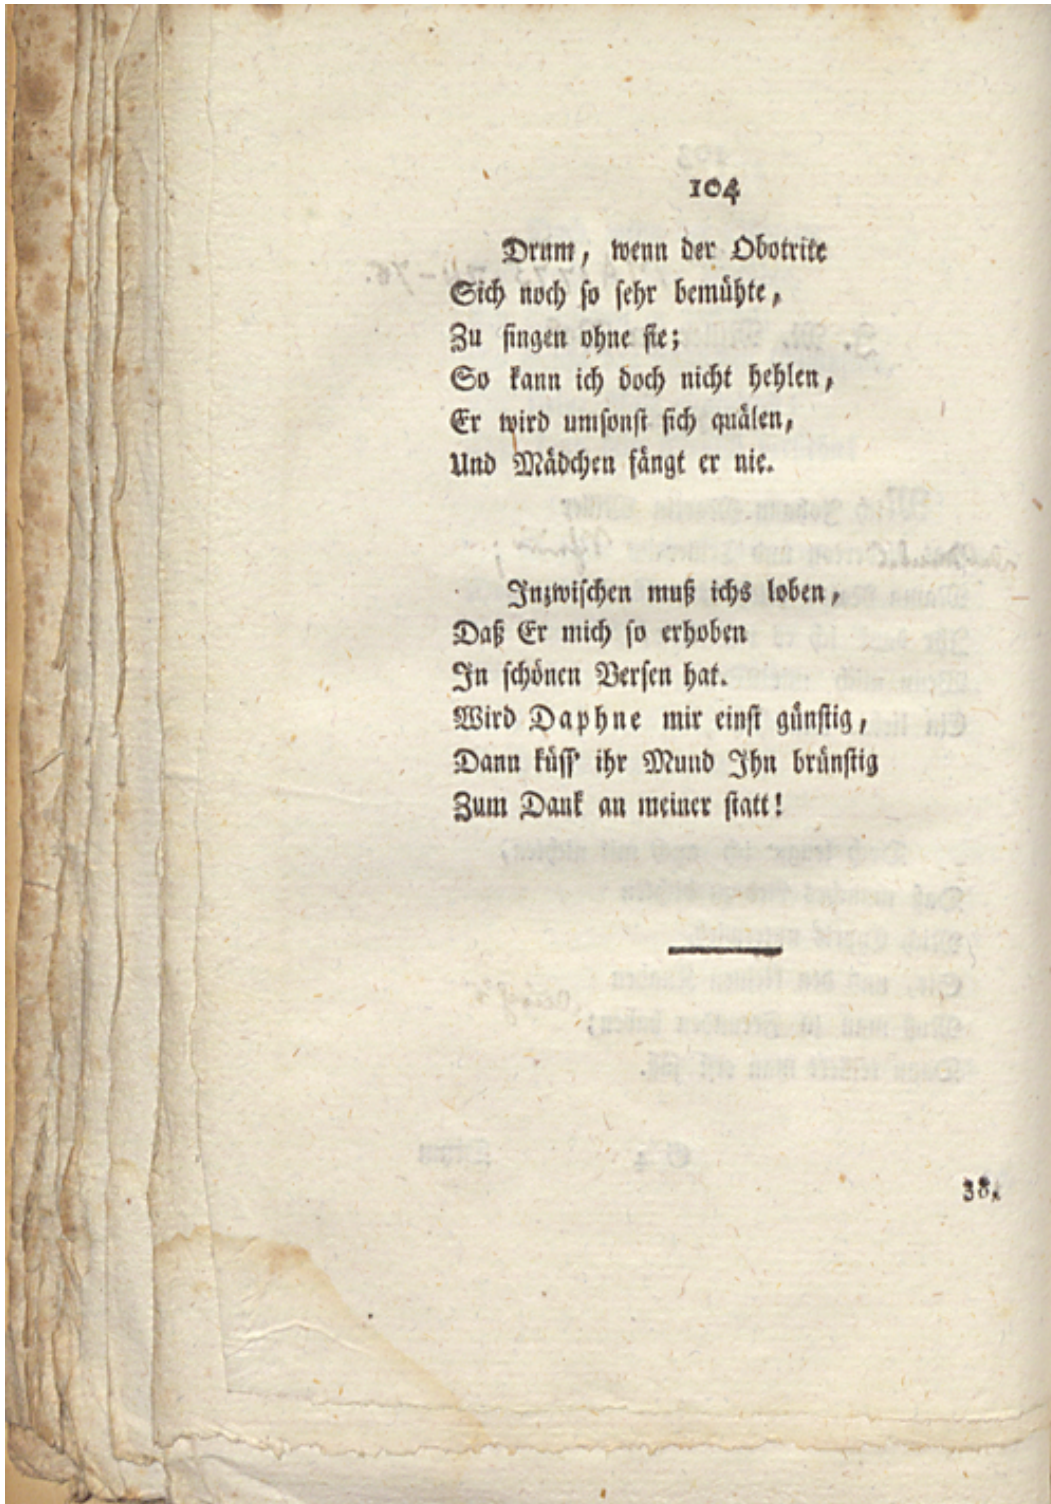 104
Drum, wenn der Obotrite
Sich noch so sehr bemühte,
Zu singen ohne sie;
So kann ich doch nicht hehlen,
Er wird umsonst sich quälen,
Und Mädchen fängt er nie.
Inzwischen muß ichs loben,
Daß Er mich so erhoben
In schönen Versen hat.
Wird Daphne mir einst günstig,
Dann küss' ihr Mund Ihn brünstig
Zum Dank an meiner statt!
38.